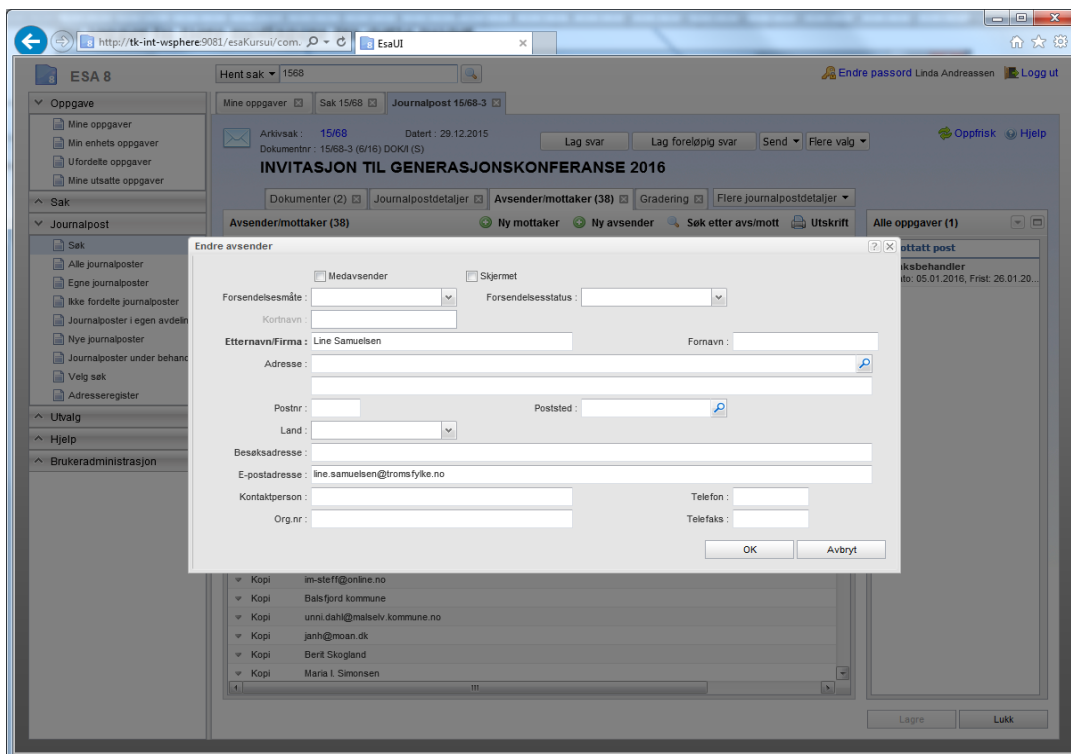 http://tk-int-wsphere:9081/esaKursui/com.
EsaUI
ESA 8
Hent sak
1568
Endre passord Linda Andreassen
Logg ut
Oppgave
Mine oppgaver
Min enhets oppgaver
Ufordelte oppgaver
Mine utsatte oppgaver
Sak
Journalpost
Søk
Alle journalposter
Egne journalposter
Ikke fordelte journalposter
Journalposter i egen avdelin
Nye journalposter
Journalposter under behand
Velg søk
Adresseregister
Utvalg
Hjelp
Brukeradministrasjon
Mine oppgaver
Sak 15/68
Journalpost 15/68-3
Arkivsak : 15/68 Datert : 29.12.2015
Dokumentnr : 15/68-3 (6/16) DOK/I (S)
Lag svar
Lag foreløpig svar
Send
Flere valg
Oppfrisk
Hjelp
INVITASJON TIL GENERASJONSKONFERANSE 2016
Dokumenter (2)
Journalpostdetaljer
Avsender/mottaker (38)
Gradering
Flere journalpostdetaljer
Avsender/mottaker (38)
Ny mottaker
Ny avsender
Søk etter avs/mott
Utskrift
Alle oppgaver (1)
ottatt post
aksbehandler
ato: 05.01.2016, Frist: 26.01.20...
Endre avsender
Medavsender
Skjermet
Forsendelsesmåte :
Forsendelsesstatus :
Kortnavn :
Etternavn/Firma : Line Samuelsen
Fornavn :
Adresse :
Postnr :
Poststed :
Land :
Besøksadresse :
E-postadresse : line.samuelsen@tromsfylke.no
Kontaktperson :
Telefon :
Org.nr :
Telefaks :
OK
Avbryt
Kopi im-steff@online.no
Kopi Balsfjord kommune
Kopi unni.dahl@malselv.kommune.no
Kopi janh@moan.dk
Kopi Berit Skogland
Kopi Maria I. Simonsen
Lagre
Lukk